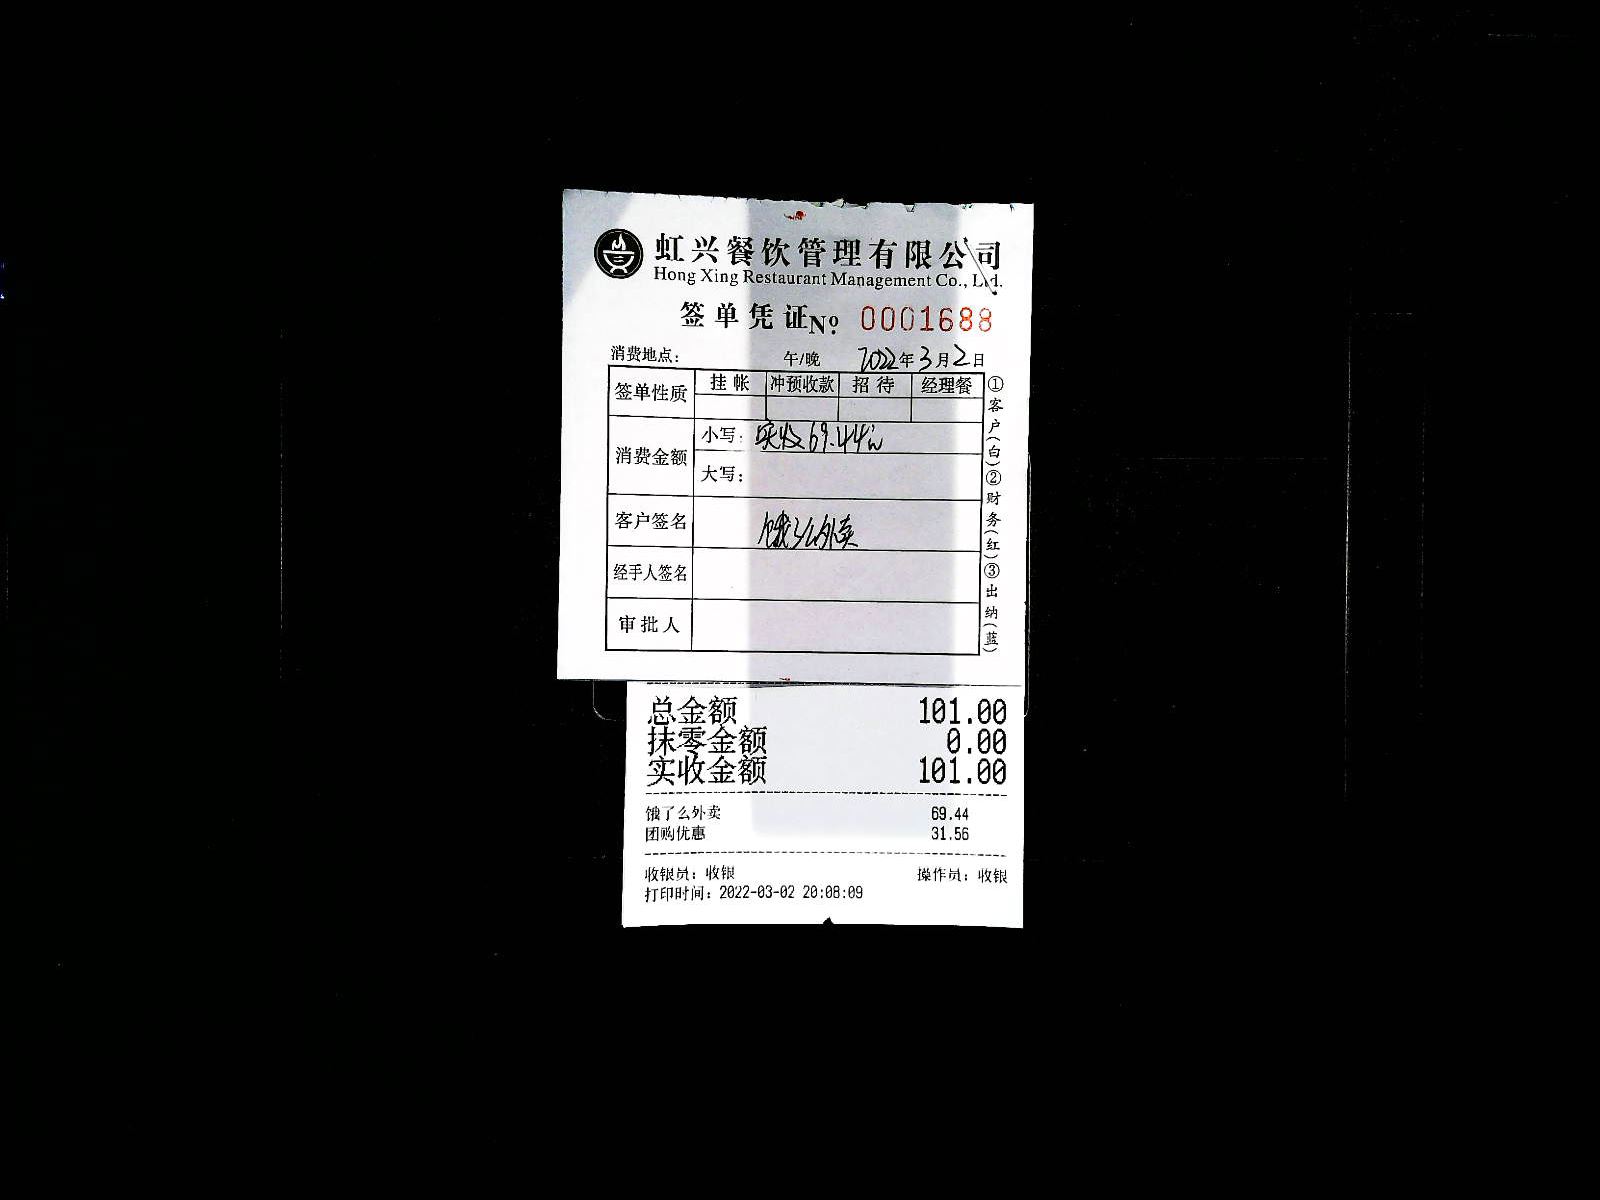 虹兴餐饮管理有限公司
Hong Xing Restaurant Management Co., Ltd.
签单凭证 № 0001688
消费地点： 午/晚 2022年3月2日
签单性质 挂帐 冲预收款 招待 经理餐
消费金额 小写：实收69.44元
大写：
客户签名 饿了么外卖
经手人签名
审批人
①客户(白)②财务(红)③出纳(蓝)
总金额 101.00
抹零金额 0.00
实收金额 101.00
饿了么外卖 69.44
团购优惠 31.56
收银员：收银 操作员：收银
打印时间：2022-03-02 20:08:09